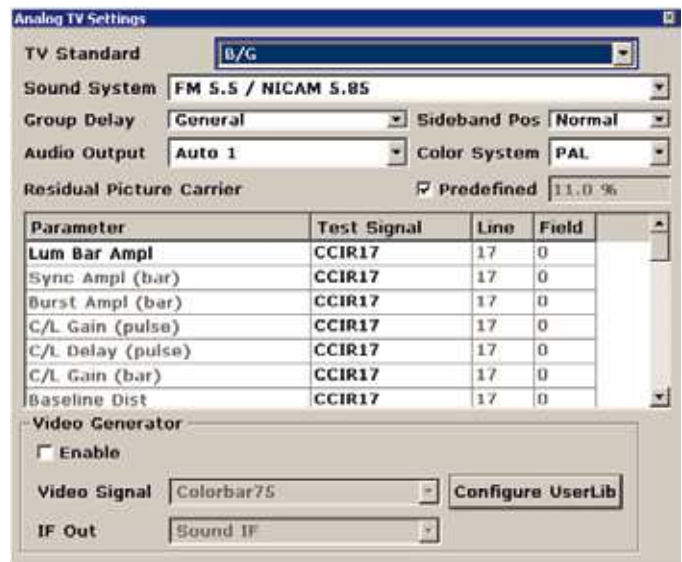 Analog TV Settings
TV Standard B/G
Sound System FM 5.5 / NICAM 5.85
Group Delay General Sideband Pos Normal
Audio Output Auto 1 Color System PAL
Residual Picture Carrier Predefined 11.0 %
Parameter Test Signal Line Field
Lum Bar Ampl CCIR17 17 0
Sync Ampl (bar) CCIR17 17 0
Burst Ampl (bar) CCIR17 17 0
C/L Gain (pulse) CCIR17 17 0
C/L Delay (pulse) CCIR17 17 0
C/L Gain (bar) CCIR17 17 0
Baseline Dist CCIR17 17 0
Video Generator
Enable
Video Signal Colorbar75 Configure UserLib
IF Out Sound IF